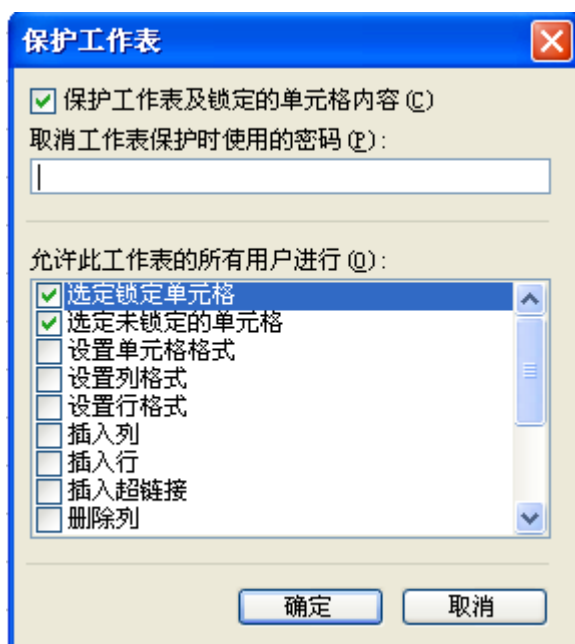 保护工作表
保护工作表及锁定的单元格内容(C)
取消工作表保护时使用的密码(P):
允许此工作表的所有用户进行(O):
选定锁定单元格
选定未锁定的单元格
设置单元格格式
设置列格式
设置行格式
插入列
插入行
插入超链接
删除列
确定
取消